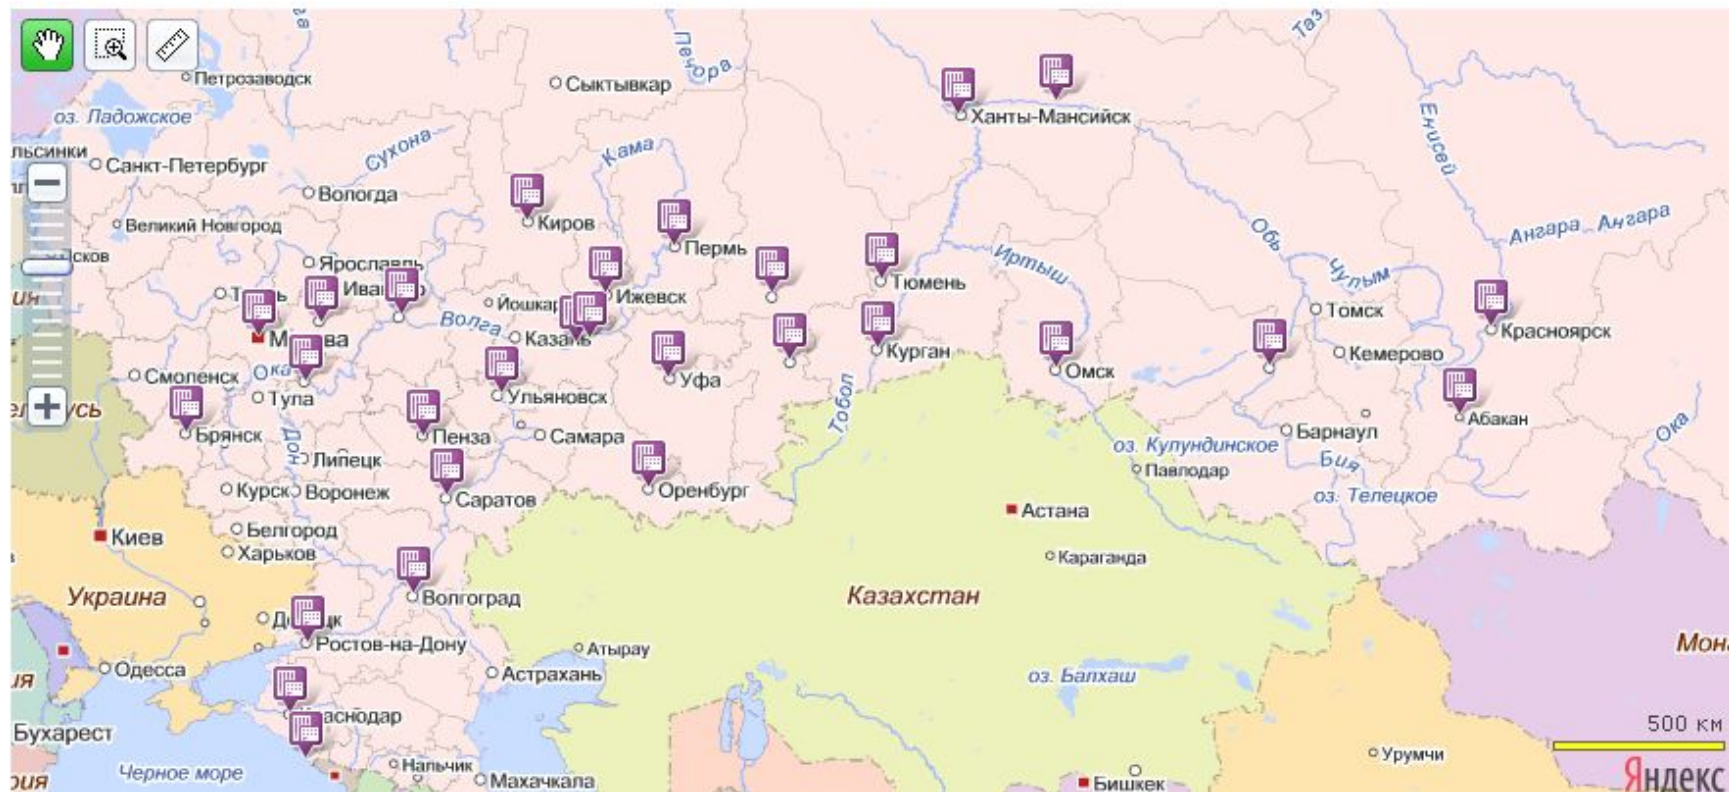 Таз
Печора
Петрозаводск
Сыктывкар
Енисей
оз. Ладожское
Ханты-Мансийск
Сухона
Кама
Санкт-Петербург
Вологда
Великий Новгород
Киров
Обь
Ангара Ангара
Пермь
Ярославль
Иртыш
Чулым
Тюмень
Ижевск
Йошкар
Волга
Томск
Красноярск
Казань
Москва
Курган
Кемерово
Смоленск
Ока
Уфа
Омск
Тула
Ульяновск
Тобол
Абакан
Брянск
Дон
Пенза
Самара
Барнаул
Ока
оз. Кулундинское
Липецк
Бия
Павлодар
Курск
Воронеж
Саратов
Оренбург
оз. Телецкое
Астана
Белгород
Киев
Харьков
Караганда
Украина
Волгоград
Казахстан
Ростов-на-Дону
Атырау
Одесса
Астрахань
оз. Балхаш
Бухарест
500 км
Урумчи
Черное море
Нальчик
Махачкала
Бишкек
Яндекс